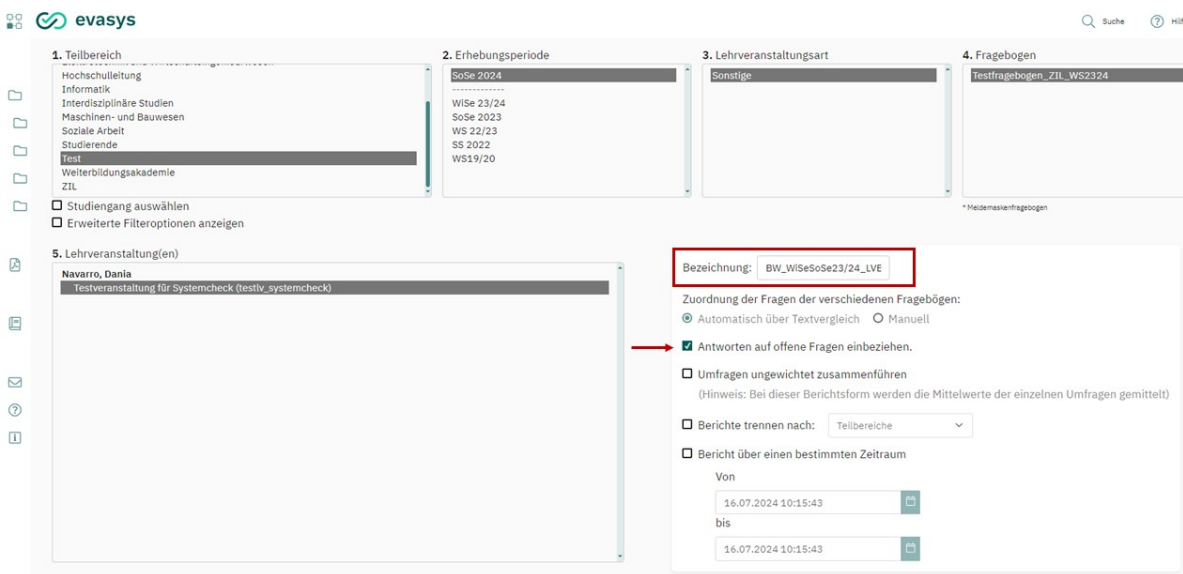 evasys
Suche
Hilf
1. Teilbereich
Hochschulleitung
Informatik
Interdisziplinäre Studien
Maschinen- und Bauwesen
Soziale Arbeit
Studierende
Test
Weiterbildungsakademie
ZIL
Studiengang auswählen
Erweiterte Filteroptionen anzeigen
2. Erhebungsperiode
SoSe 2024
-------------
WiSe 23/24
SoSe 2023
WS 22/23
SS 2022
WS19/20
3. Lehrveranstaltungsart
Sonstige
4. Fragebogen
Testfragebogen_ZIL_WS2324
* Meldemaskenfragebogen
5. Lehrveranstaltung(en)
Navarro, Dania
Testveranstaltung für Systemcheck (testlv_systemcheck)
Bezeichnung: BW_WiSeSoSe23/24_LVE
Zuordnung der Fragen der verschiedenen Fragebögen:
Automatisch über Textvergleich Manuell
Antworten auf offene Fragen einbeziehen.
Umfragen ungewichtet zusammenführen
(Hinweis: Bei dieser Berichtsform werden die Mittelwerte der einzelnen Umfragen gemittelt)
Berichte trennen nach: Teilbereiche
Bericht über einen bestimmten Zeitraum
Von
16.07.2024 10:15:43
bis
16.07.2024 10:15:43